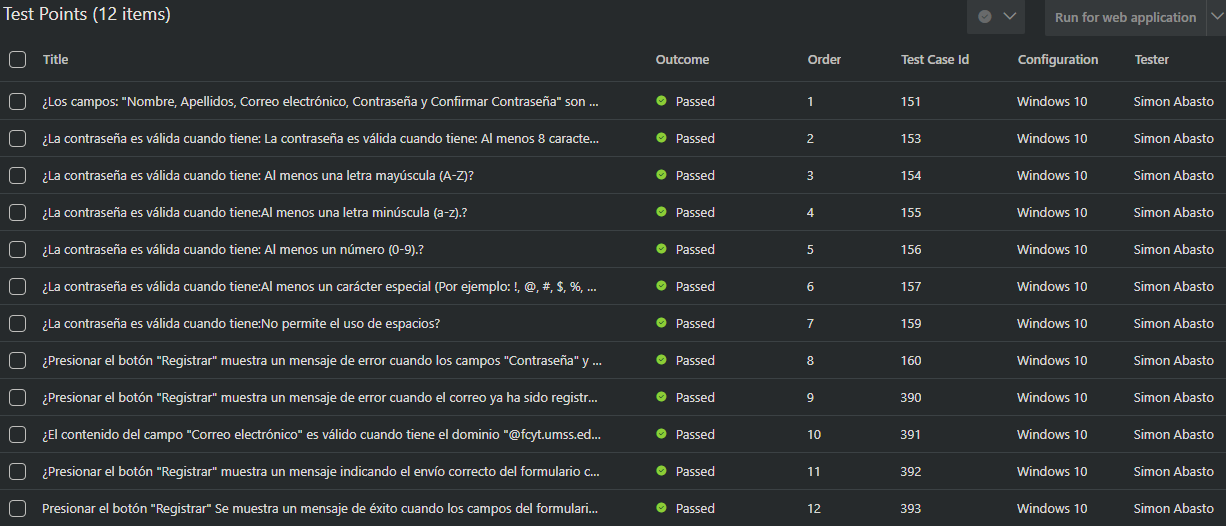 Test Points (12 items)
Run for web application
Title Outcome Order Test Case Id Configuration Tester
¿Los campos: "Nombre, Apellidos, Correo electrónico, Contraseña y Confirmar Contraseña" son ... Passed 1 151 Windows 10 Simon Abasto
¿La contraseña es válida cuando tiene: La contraseña es válida cuando tiene: Al menos 8 caracte... Passed 2 153 Windows 10 Simon Abasto
¿La contraseña es válida cuando tiene: Al menos una letra mayúscula (A-Z)? Passed 3 154 Windows 10 Simon Abasto
¿La contraseña es válida cuando tiene:Al menos una letra minúscula (a-z).? Passed 4 155 Windows 10 Simon Abasto
¿La contraseña es válida cuando tiene: Al menos un número (0-9).? Passed 5 156 Windows 10 Simon Abasto
¿La contraseña es válida cuando tiene:Al menos un carácter especial (Por ejemplo: !, @, #, $, %, ... Passed 6 157 Windows 10 Simon Abasto
¿La contraseña es válida cuando tiene:No permite el uso de espacios? Passed 7 159 Windows 10 Simon Abasto
¿Presionar el botón "Registrar" muestra un mensaje de error cuando los campos "Contraseña" y ... Passed 8 160 Windows 10 Simon Abasto
¿Presionar el botón "Registrar" muestra un mensaje de error cuando el correo ya ha sido registr... Passed 9 390 Windows 10 Simon Abasto
¿El contenido del campo "Correo electrónico" es válido cuando tiene el dominio "@fcyt.umss.ed... Passed 10 391 Windows 10 Simon Abasto
¿Presionar el botón "Registrar" muestra un mensaje indicando el envío correcto del formulario c... Passed 11 392 Windows 10 Simon Abasto
Presionar el botón "Registrar" Se muestra un mensaje de éxito cuando los campos del formulari... Passed 12 393 Windows 10 Simon Abasto